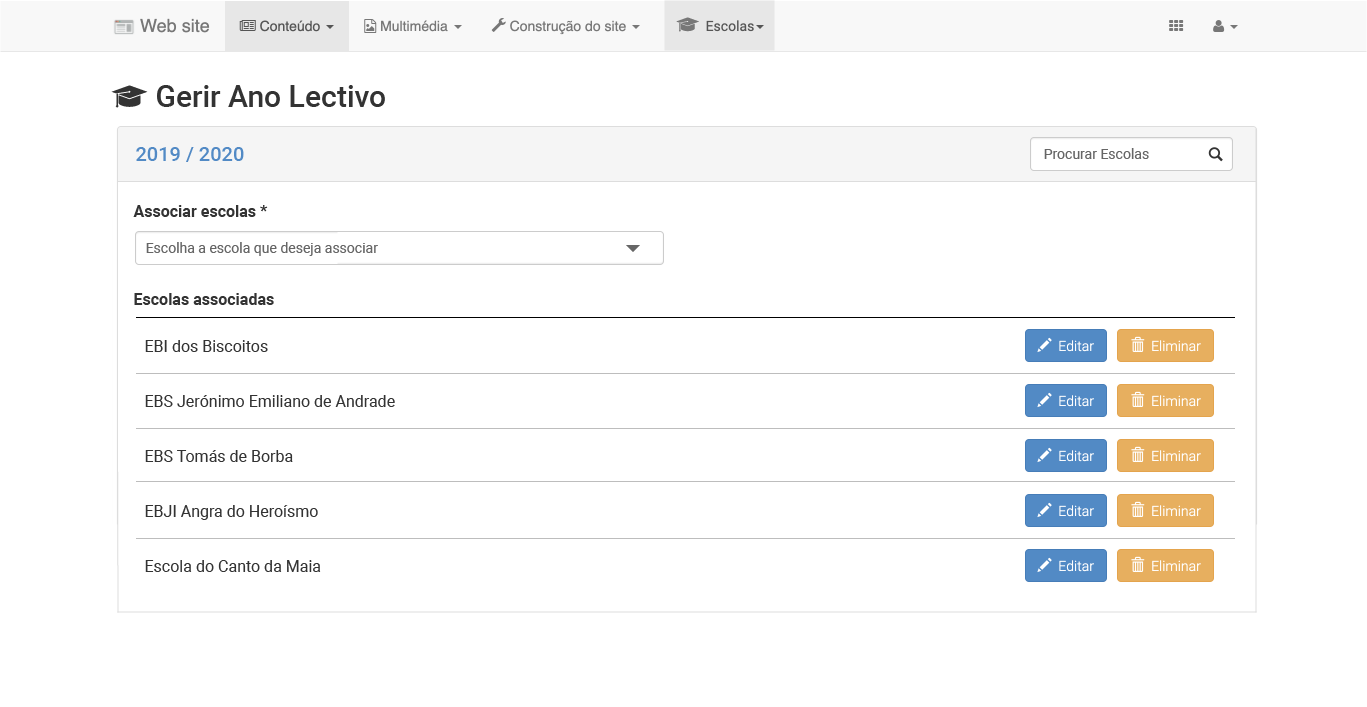 Web site Conteúdo Multimédia Construção do site Escolas
Gerir Ano Lectivo
2019 / 2020 Procurar Escolas
Associar escolas *
Escolha a escola que deseja associar
Escolas associadas
EBI dos Biscoitos Editar Eliminar
EBS Jerónimo Emiliano de Andrade Editar Eliminar
EBS Tomás de Borba Editar Eliminar
EBJI Angra do Heroísmo Editar Eliminar
Escola do Canto da Maia Editar Eliminar